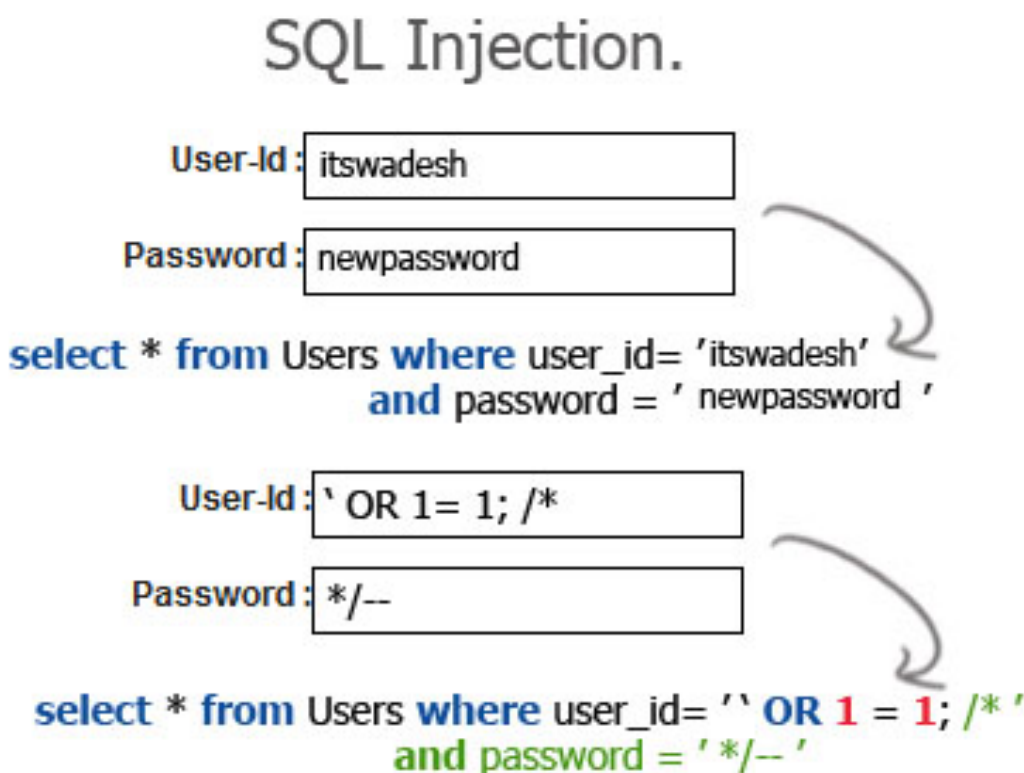 SQL Injection.
User-Id : itswadesh
Password : newpassword
select * from Users where user_id= 'itswadesh'
and password = ' newpassword '
User-Id : ` OR 1= 1; /*
Password : */--
select * from Users where user_id= '` OR 1 = 1; /* '
and password = ' */-- '